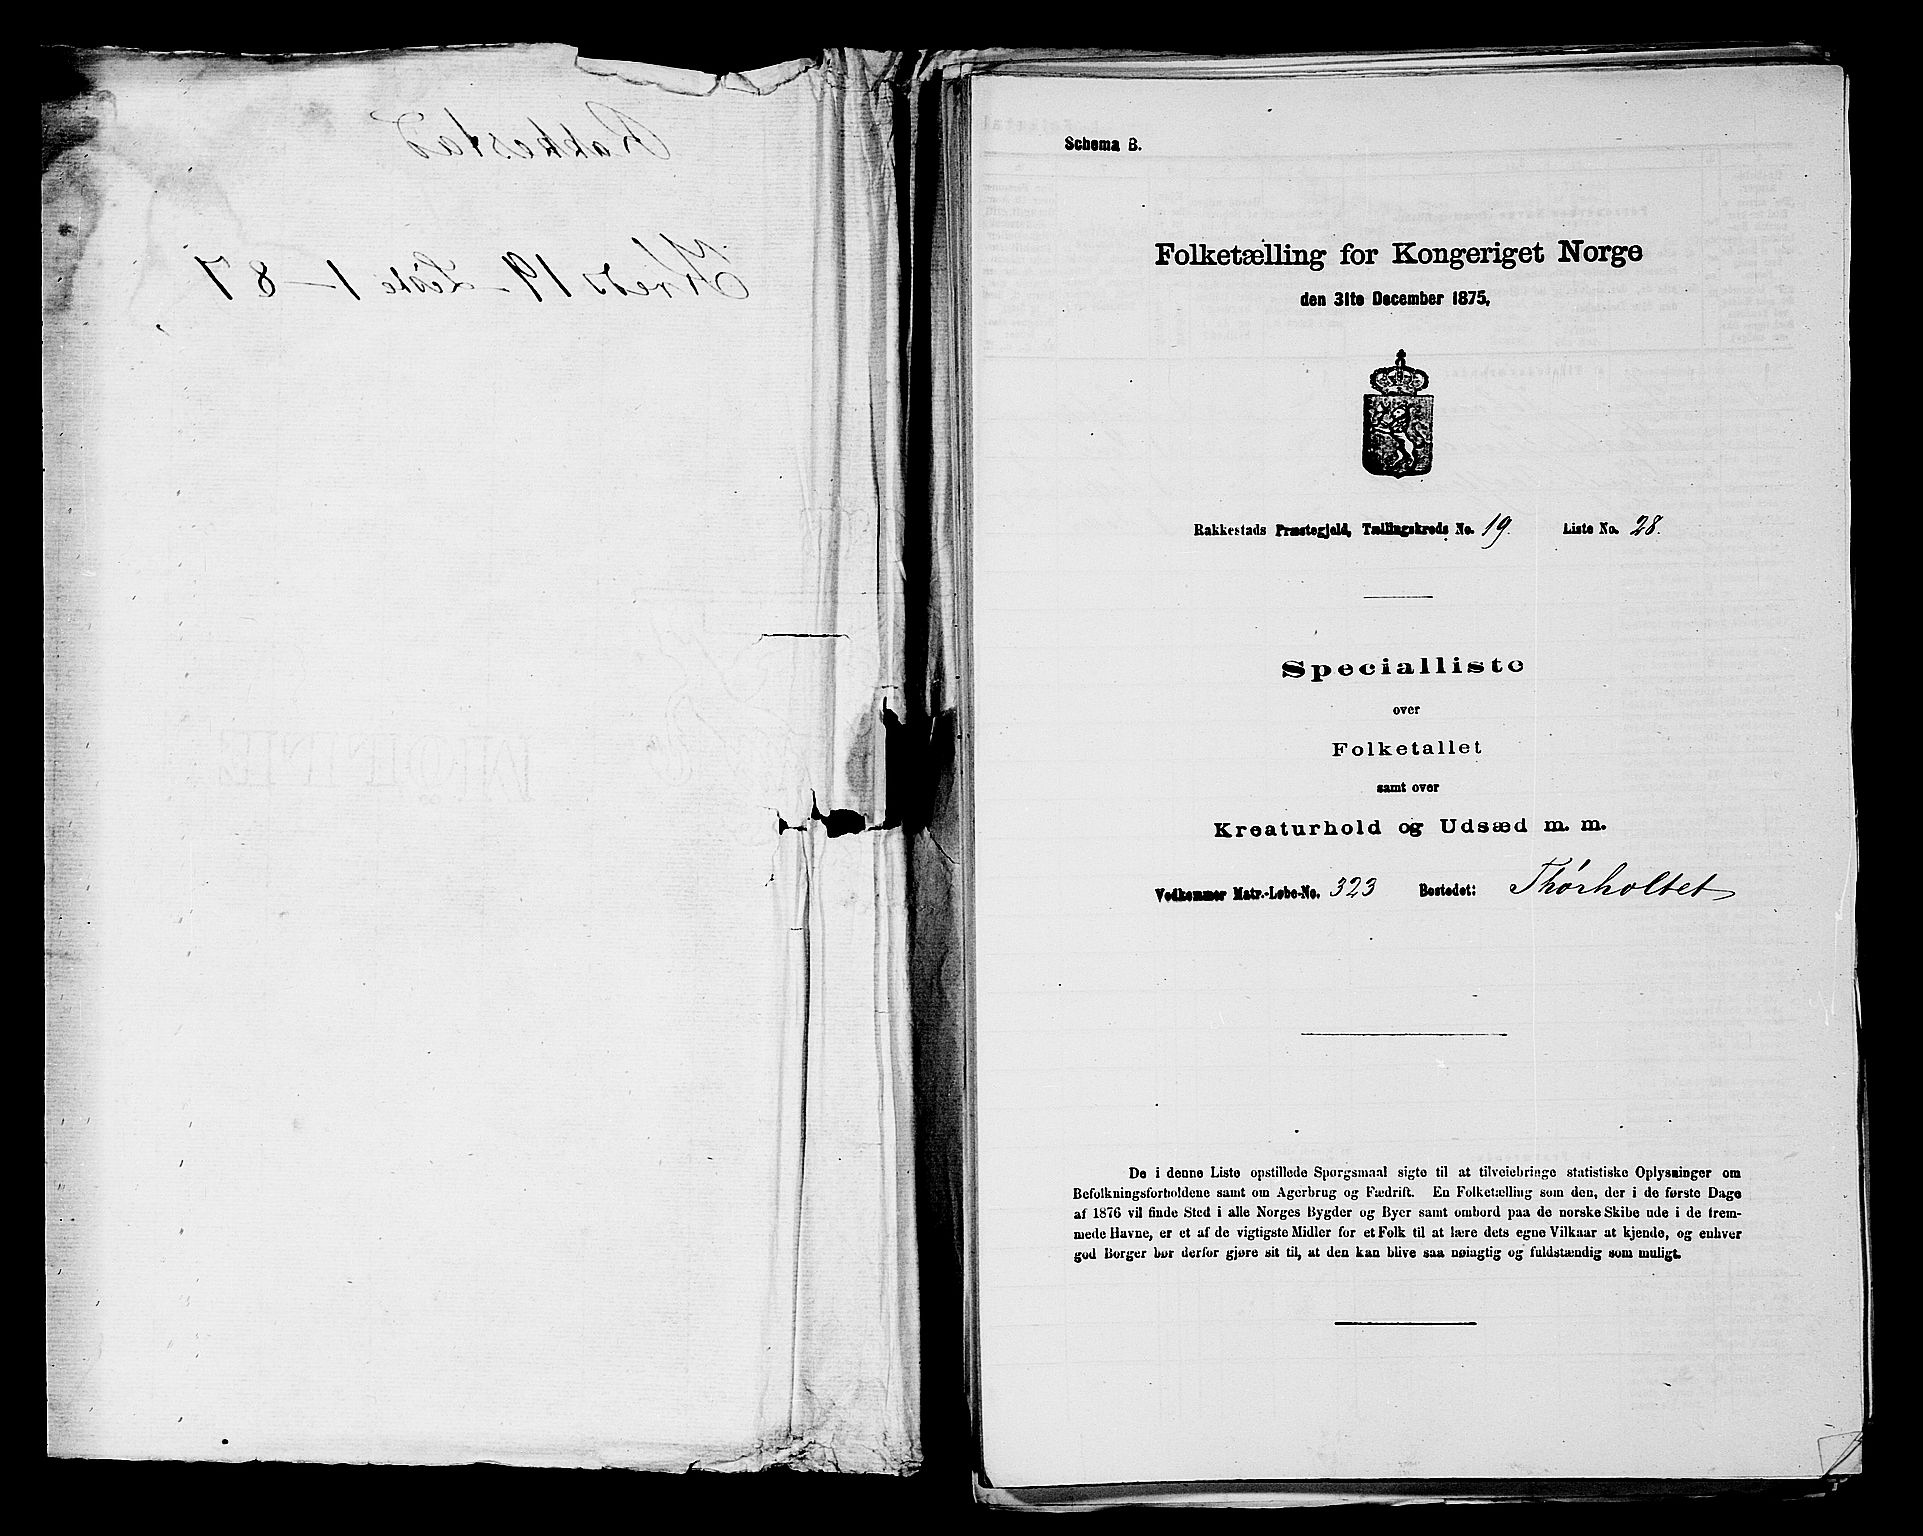 Rakkestad
Kreds 19 - Liste 1 - 87
Schema B.
Folketælling for Kongeriget Norge
den 31te December 1875.
Rakkestads Præstegjeld, Tællingskreds No. 19. Liste No. 28.
Specialliste
over
Folketallet
samt over
Kreaturhold og Udsæd m. m.
Vedkommer Matr.-Løbe-No. 323 Bostedet: Thørholtet
De i denne Liste opstillede Spørgsmaal sigte til at tilveiebringe statistiske Oplysninger om
Befolkningsforholdene samt om Agerbrug og Fædrift. En Folketælling som den, der i de første Dage
af 1876 vil finde Sted i alle Norges Bygder og Byer samt ombord paa de norske Skibe ude i de frem-
mede Havne, er et af de vigtigste Midler for et Folk til at lære dets egne Vilkaar at kjende, og enhver
god Borger bør derfor gjøre sit til, at den kan blive saa nøiagtig og fuldstændig som muligt.